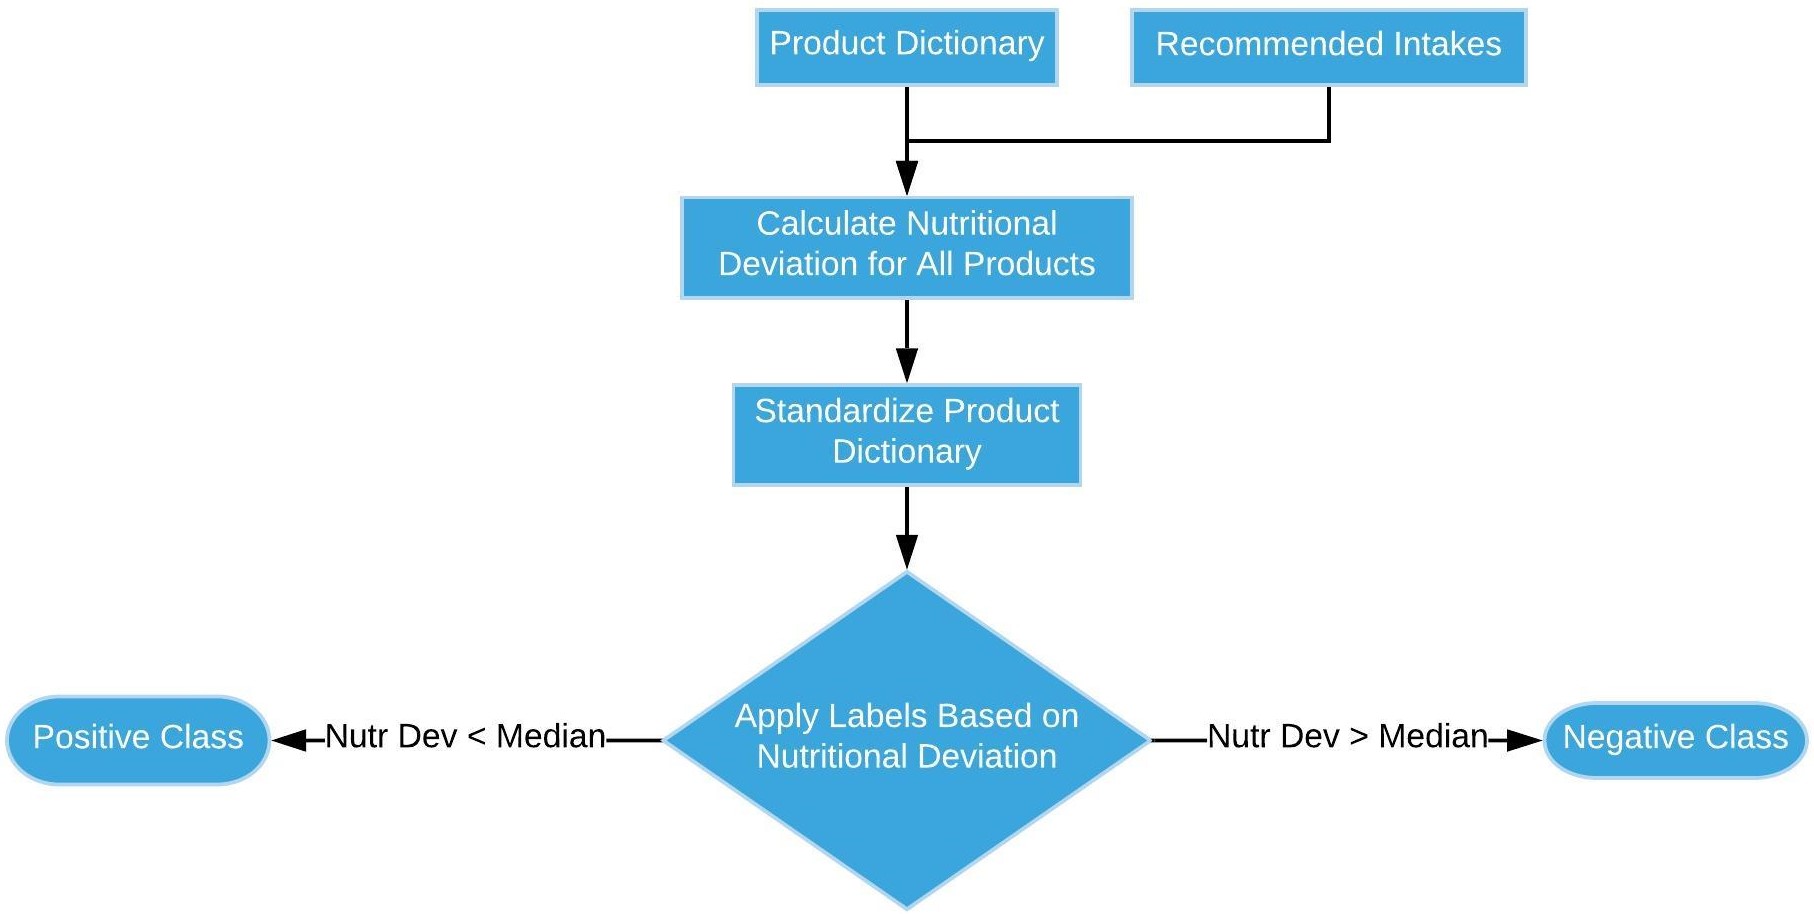 Product Dictionary
Recommended Intakes
Calculate Nutritional
Deviation for All Products
Standardize Product
Dictionary
Apply Labels Based on
Nutritional Deviation
Nutr Dev < Median
Positive Class
Nutr Dev > Median
Negative Class